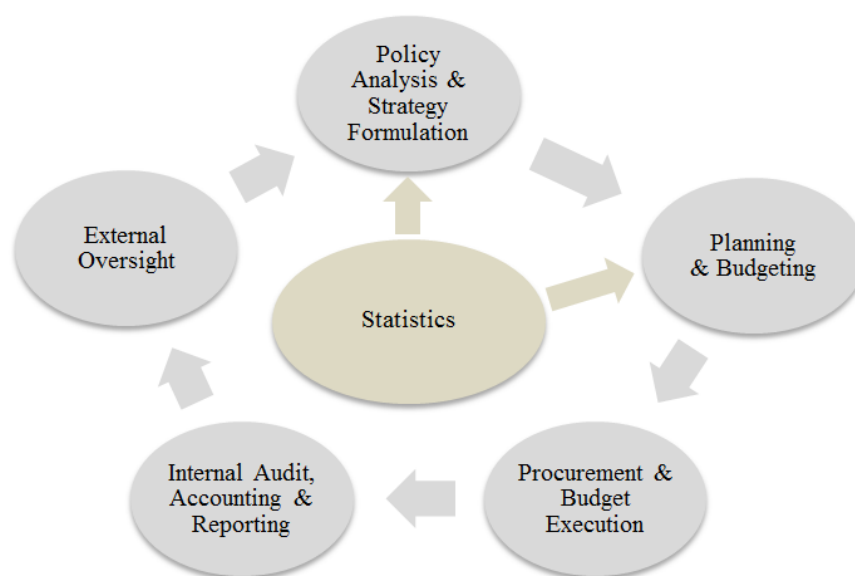 Policy
Analysis &
Strategy
Formulation
External
Oversight
Planning
& Budgeting
Statistics
Internal Audit,
Accounting &
Reporting
Procurement &
Budget
Execution